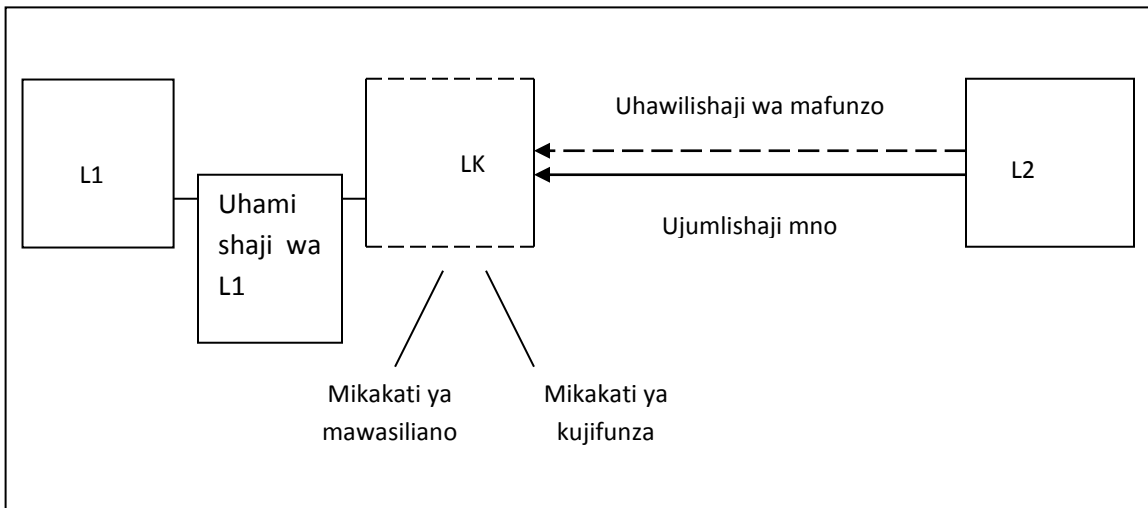 L1
Uhami
shaji wa
L1
LK
Uhawilishaji wa mafunzo
Ujumlishaji mno
L2
Mikakati ya
mawasiliano
Mikakati ya
kujifunza